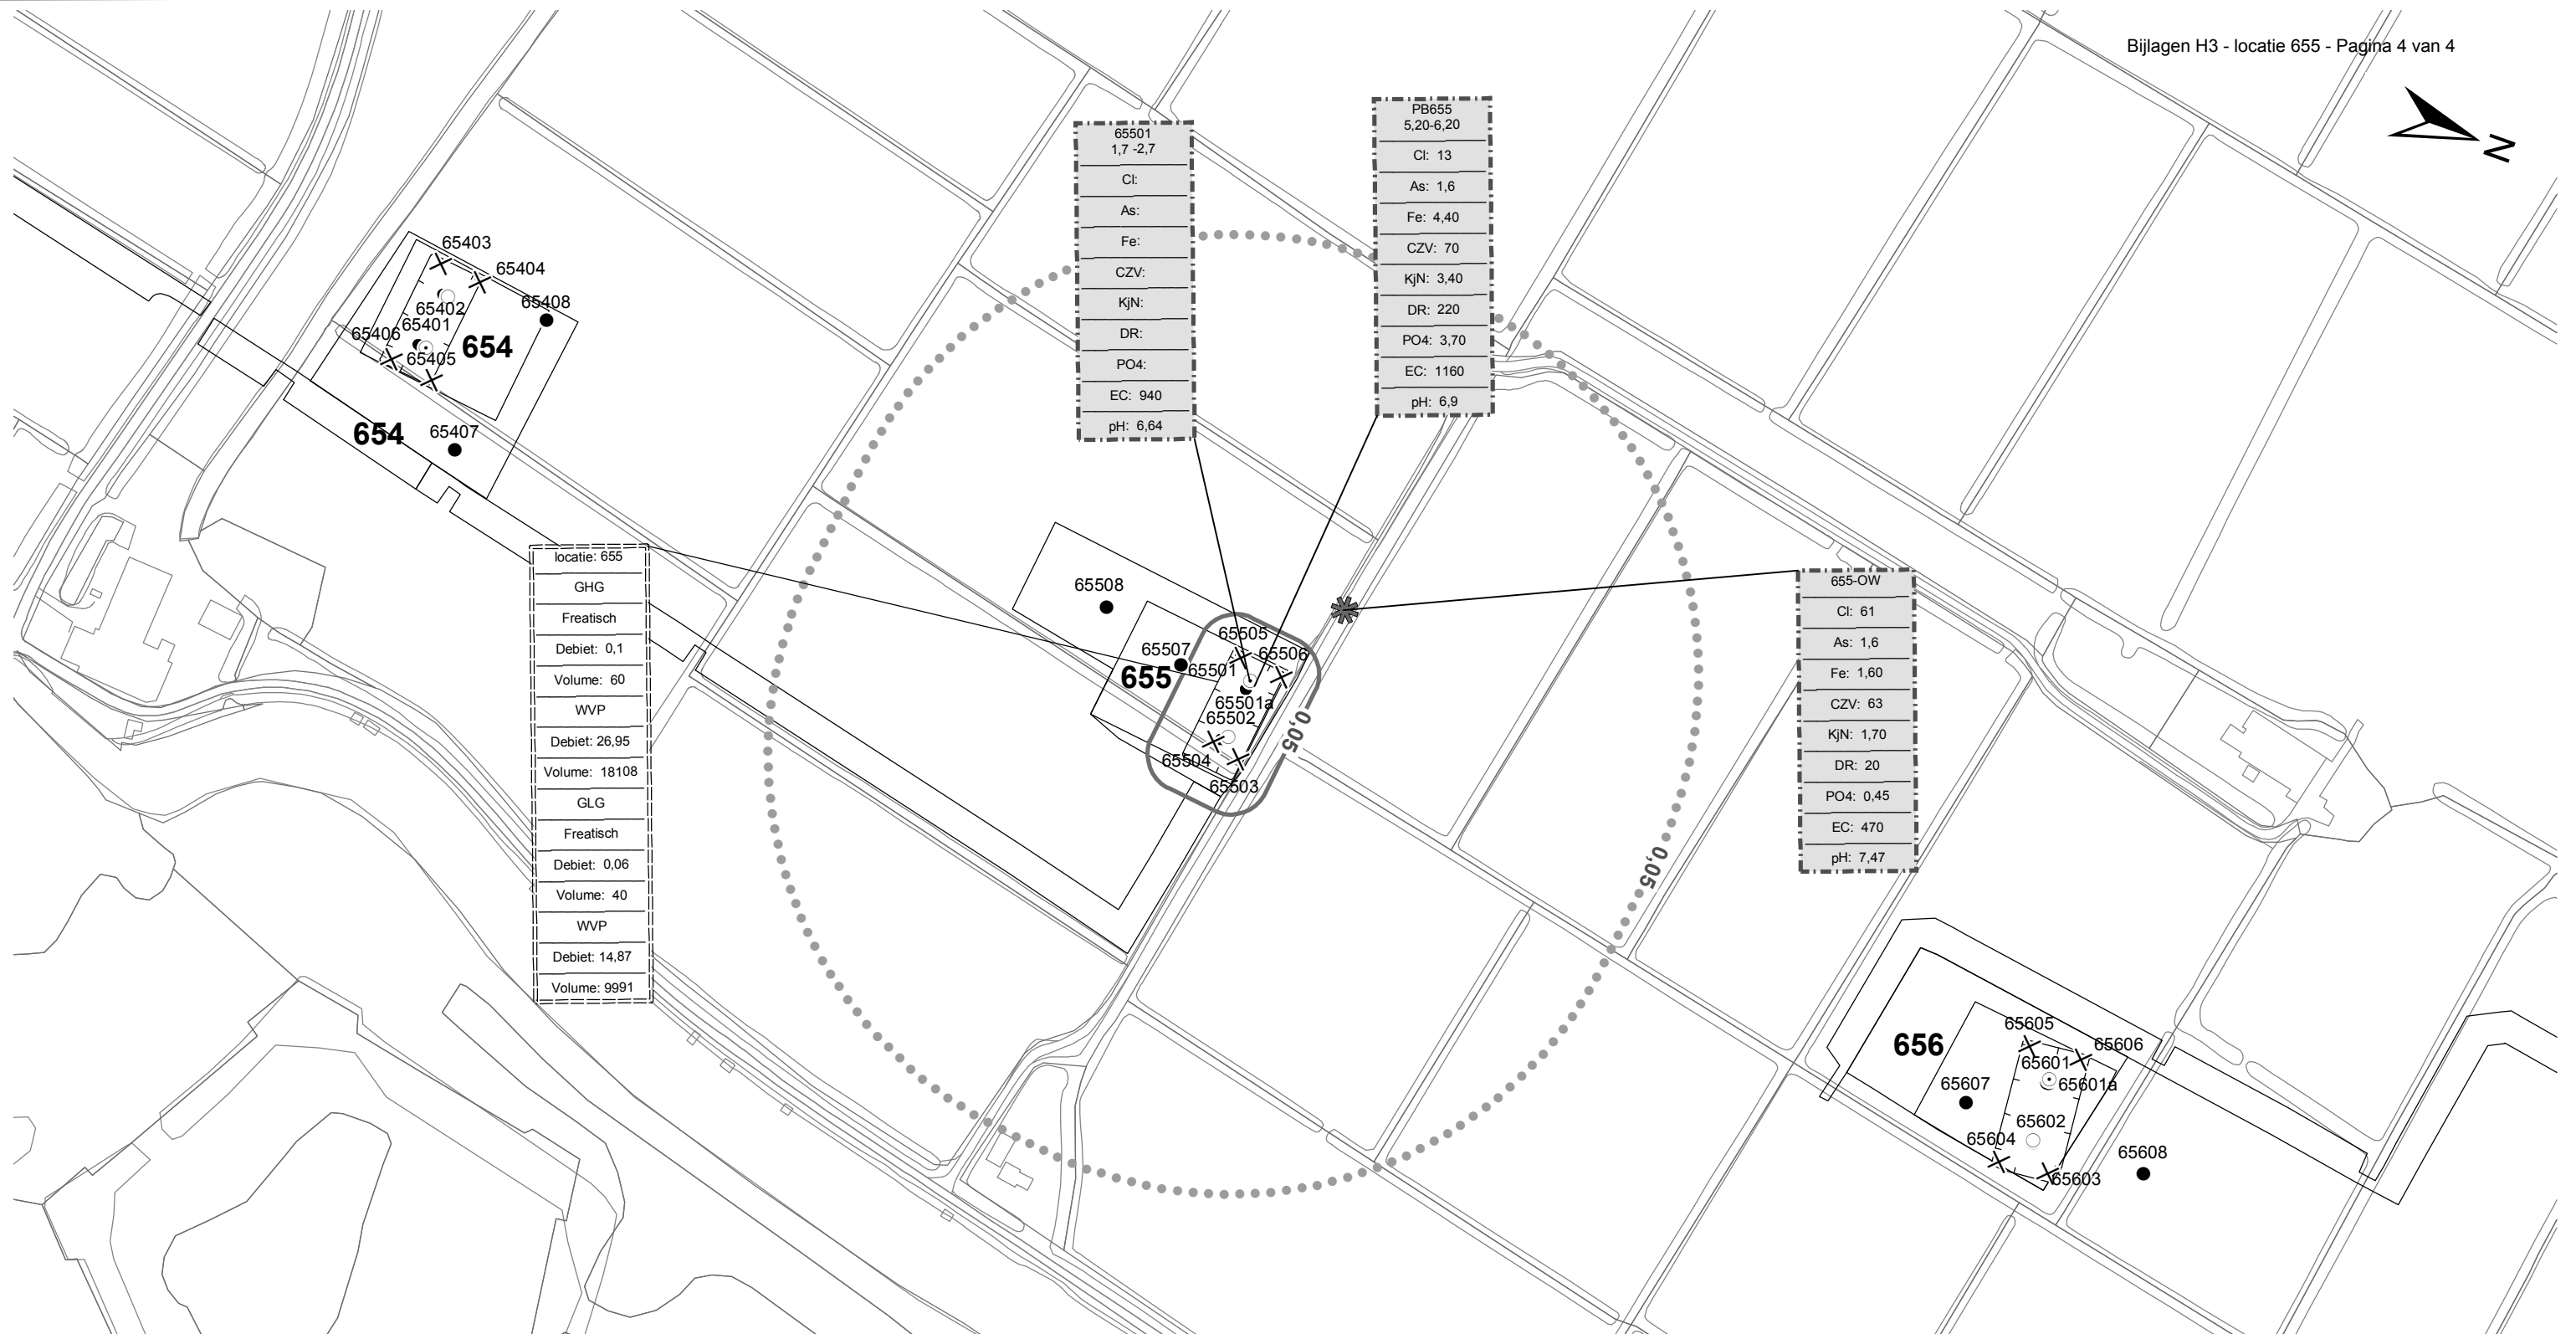 Bijlagen H3 - locatie 655 - Pagina 4 van 4
N
65403
65404
65408
65402
65401
65406
65405
654
654
65407
65501
1,7 -2,7
Cl:
As:
Fe:
CZV:
KjN:
DR:
PO4:
EC: 940
pH: 6,64
PB655
5,20-6,20
Cl: 13
As: 1,6
Fe: 4,40
CZV: 70
KjN: 3,40
DR: 220
PO4: 3,70
EC: 1160
pH: 6,9
locatie: 655
GHG
Freatisch
Debiet: 0,1
Volume: 60
WVP
Debiet: 26,95
Volume: 18108
GLG
Freatisch
Debiet: 0,06
Volume: 40
WVP
Debiet: 14,87
Volume: 9991
65508
65505
65507
65506
65501
655
65501a
65502
65504
65503
0,05
0,05
655-OW
Cl: 61
As: 1,6
Fe: 1,60
CZV: 63
KjN: 1,70
DR: 20
PO4: 0,45
EC: 470
pH: 7,47
656
65605
65606
65601
65601a
65607
65602
65604
65608
65603